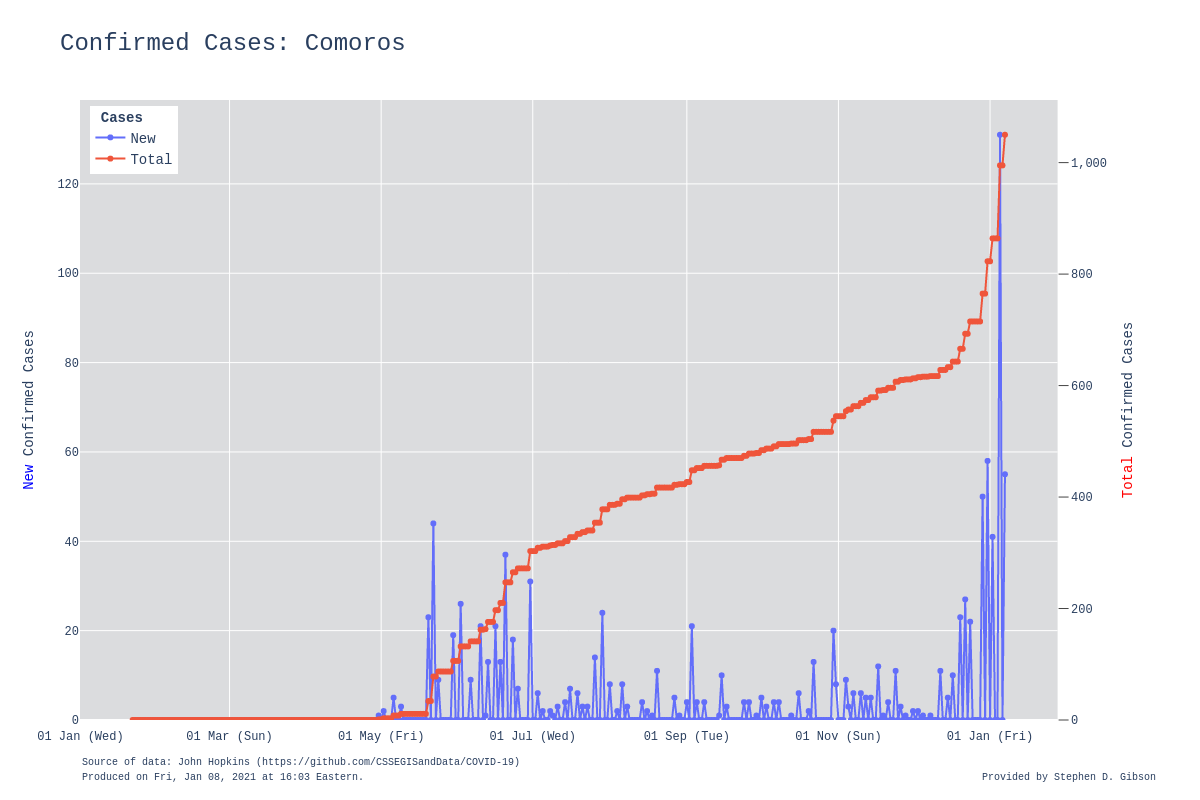 Confirmed Cases: Comoros
Cases
New
Total
120
100
80
60
40
20
0
1,000
800
600
400
200
0
New Confirmed Cases
Total Confirmed Cases
01 Jan (Wed)
01 Mar (Sun)
01 May (Fri)
01 Jul (Wed)
01 Sep (Tue)
01 Nov (Sun)
01 Jan (Fri)
Source of data: John Hopkins (https://github.com/CSSEGISandData/COVID-19)
Produced on Fri, Jan 08, 2021 at 16:03 Eastern.
Provided by Stephen D. Gibson